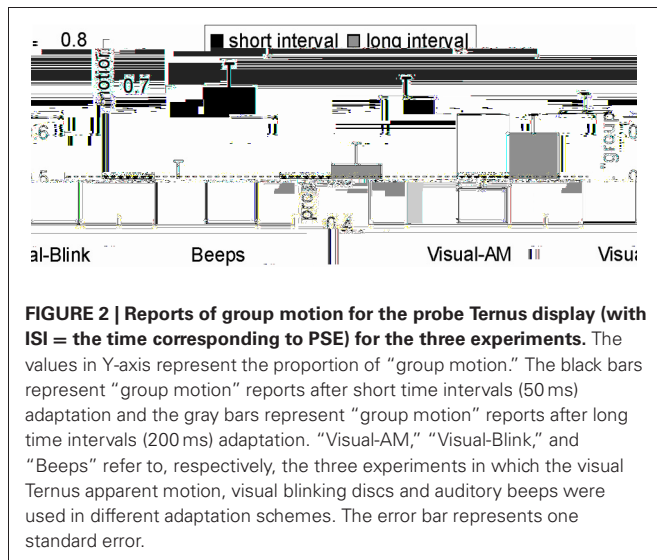 short interval long interval
0.8
motion
0.7
"group
al-Blink Beeps Visual-AM Visu
FIGURE 2 | Reports of group motion for the probe Ternus display (with
ISI = the time corresponding to PSE) for the three experiments. The
values in Y-axis represent the proportion of “group motion.” The black bars
represent “group motion” reports after short time intervals (50 ms)
adaptation and the gray bars represent “group motion” reports after long
time intervals (200 ms) adaptation. “Visual-AM,” “Visual-Blink,” and
“Beeps” refer to, respectively, the three experiments in which the visual
Ternus apparent motion, visual blinking discs and auditory beeps were
used in different adaptation schemes. The error bar represents one
standard error.